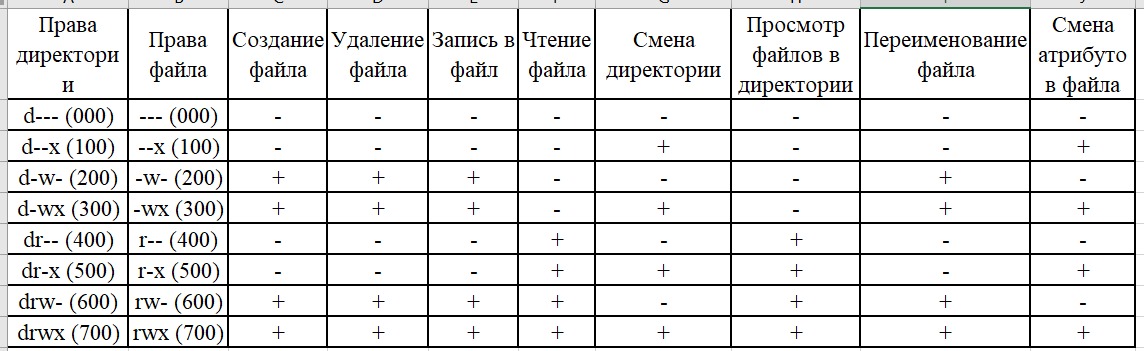 Права директории Права файла Создание файла Удаление файла Запись в файл Чтение файла Смена директории Просмотр файлов в директории Переименование файла Смена атрибутов файла
d--- (000) --- (000) - - - - - - - -
d--x (100) --x (100) - - - - + - - +
d-w- (200) -w- (200) + + + - - - + -
d-wx (300) -wx (300) + + + - + - + +
dr-- (400) r-- (400) - - - + - + - -
dr-x (500) r-x (500) - - - + + + - +
drw- (600) rw- (600) + + + + - + + -
drwx (700) rwx (700) + + + + + + + +